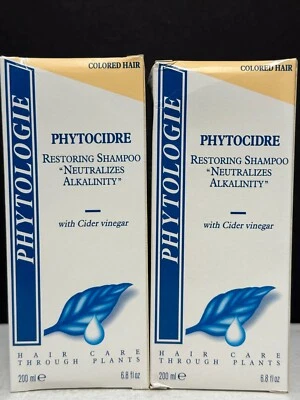 COLORED HAIR
PHYTOLOGIE
PHYTOCIDRE
RESTORING SHAMPOO
"NEUTRALIZES
ALKALINITY"
with Cider vinegar
HAIR CARE
THROUGH PLANTS
200 ml e 6.8 fl oz
COLORED HAIR
PHYTOLOGIE
PHYTOCIDRE
RESTORING SHAMPOO
"NEUTRALIZES
ALKALINITY"
with Cider vinegar
HAIR CARE
THROUGH PLANTS
200 ml e 6.8 fl oz